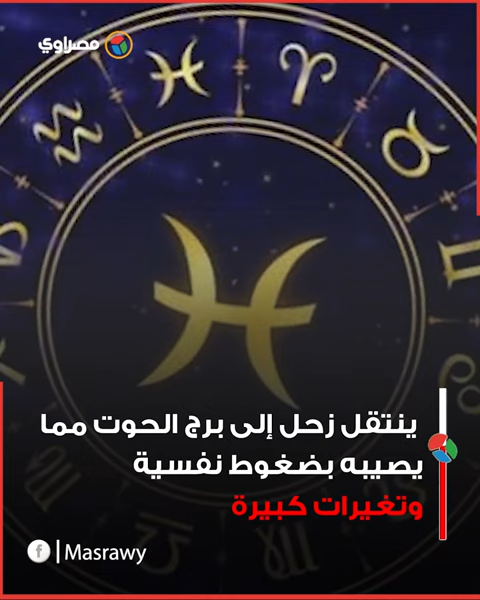 مصراوي
ينتقل زحل إلى برج الحوت مما
يصيبه بضغوط نفسية
وتغيرات كبيرة
f | Masrawy